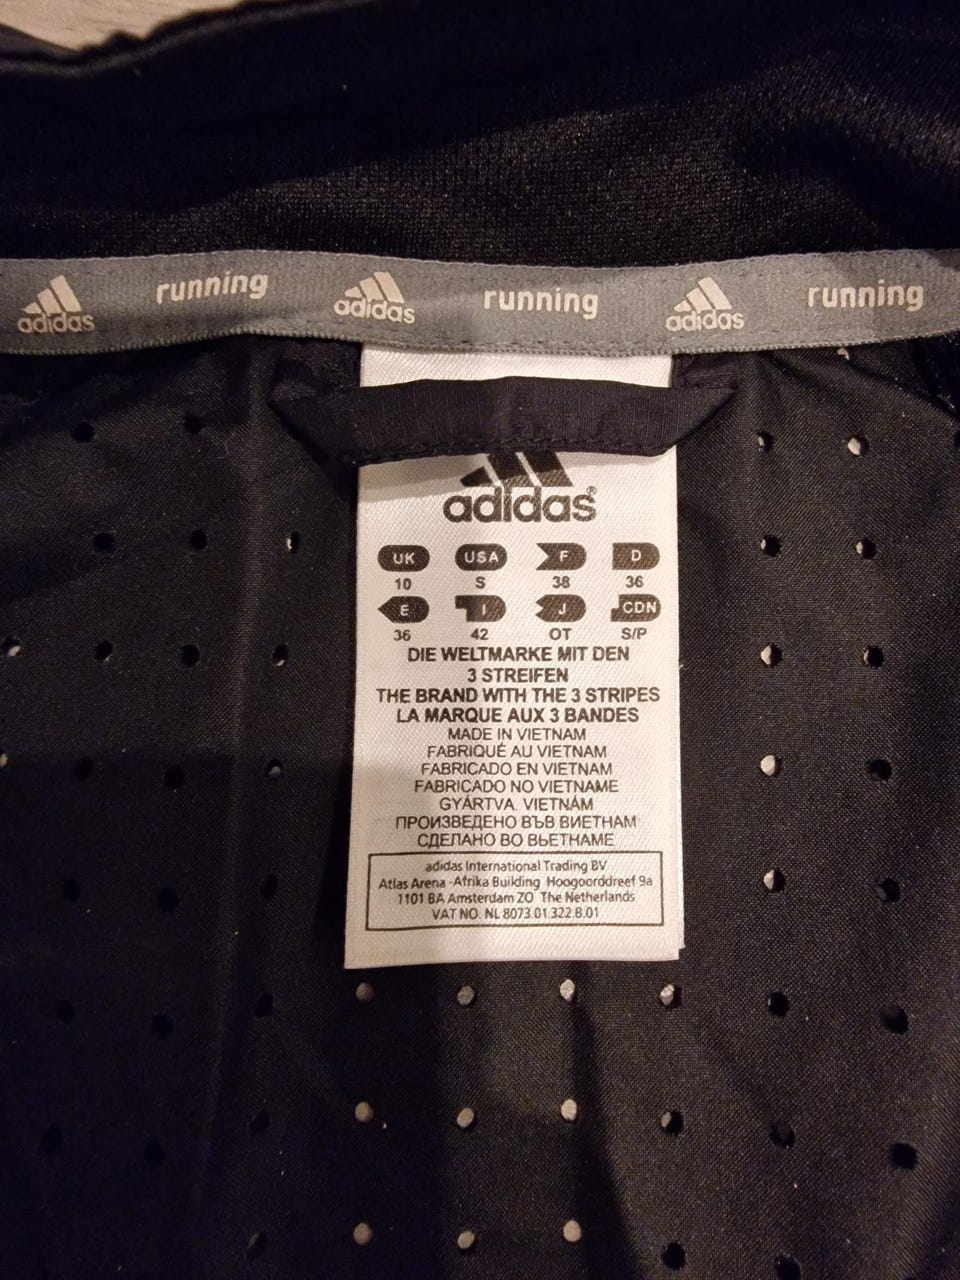 adidas running adidas running adidas running
adidas®
UK USA F D
10 S 38 36
E I J CDN
36 42 OT S/P
DIE WELTMARKE MIT DEN
3 STREIFEN
THE BRAND WITH THE 3 STRIPES
LA MARQUE AUX 3 BANDES
MADE IN VIETNAM
FABRIQUÉ AU VIETNAM
FABRICADO EN VIETNAM
FABRICADO NO VIETNAME
GYÁRTVA, VIETNÁM
ПРОИЗВЕДЕНО ВЪВ ВИЕТНАМ
СДЕЛАНО ВО ВЬЕТНАМЕ
adidas International Trading BV
Atlas Arena -Afrika Building Hoogoorddreef 9a
1101 BA Amsterdam ZO The Netherlands
VAT NO. NL 8073.01.322.B.01